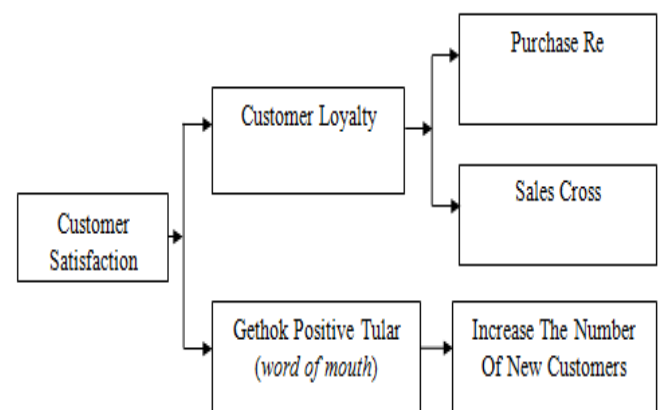 Purchase Re
Customer Loyalty
Sales Cross
Customer
Satisfaction
Gethok Positive Tular
(word of mouth)
Increase The Number
Of New Customers